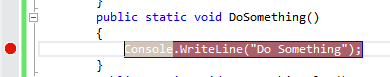 }
public static void DoSomething()
{
Console.WriteLine("Do Something");
}